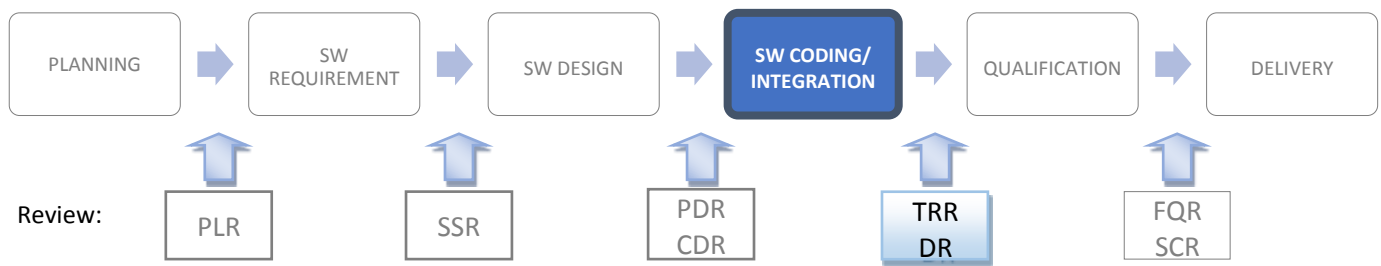 PLANNING
SW
REQUIREMENT
SW DESIGN
SW CODING/
INTEGRATION
QUALIFICATION
DELIVERY
Review:
PLR
SSR
PDR
CDR
TRR
DR
FQR
SCR